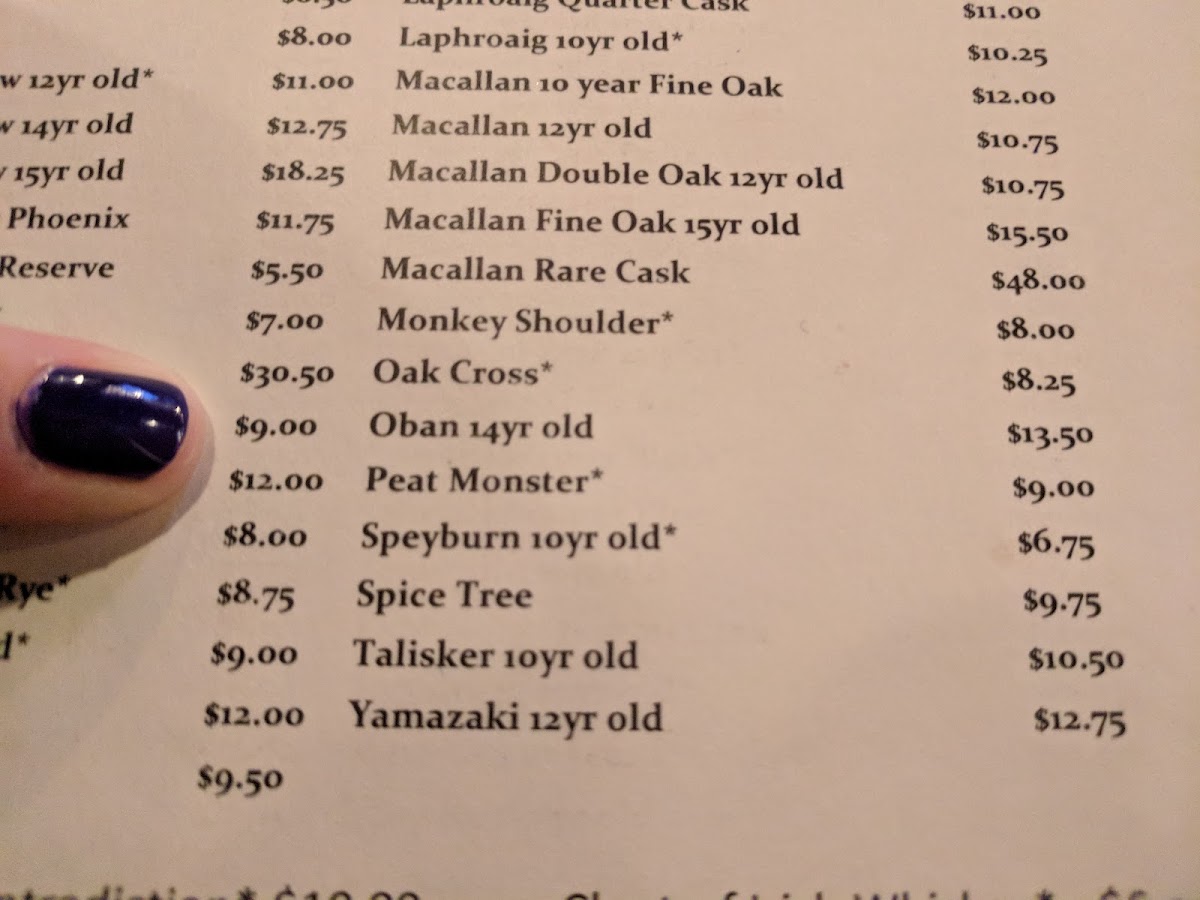 Laphroaig Quarter Cask $11.00
$8.00 Laphroaig 10yr old* $10.25
12yr old* $11.00 Macallan 10 year Fine Oak $12.00
14yr old $12.75 Macallan 12yr old $10.75
15yr old $18.25 Macallan Double Oak 12yr old $10.75
Phoenix $11.75 Macallan Fine Oak 15yr old $15.50
Reserve $5.50 Macallan Rare Cask $48.00
$7.00 Monkey Shoulder* $8.00
$30.50 Oak Cross* $8.25
$9.00 Oban 14yr old $13.50
$12.00 Peat Monster* $9.00
$8.00 Speyburn 10yr old* $6.75
Rye* $8.75 Spice Tree $9.75
$9.00 Talisker 10yr old $10.50
$12.00 Yamazaki 12yr old $12.75
$9.50